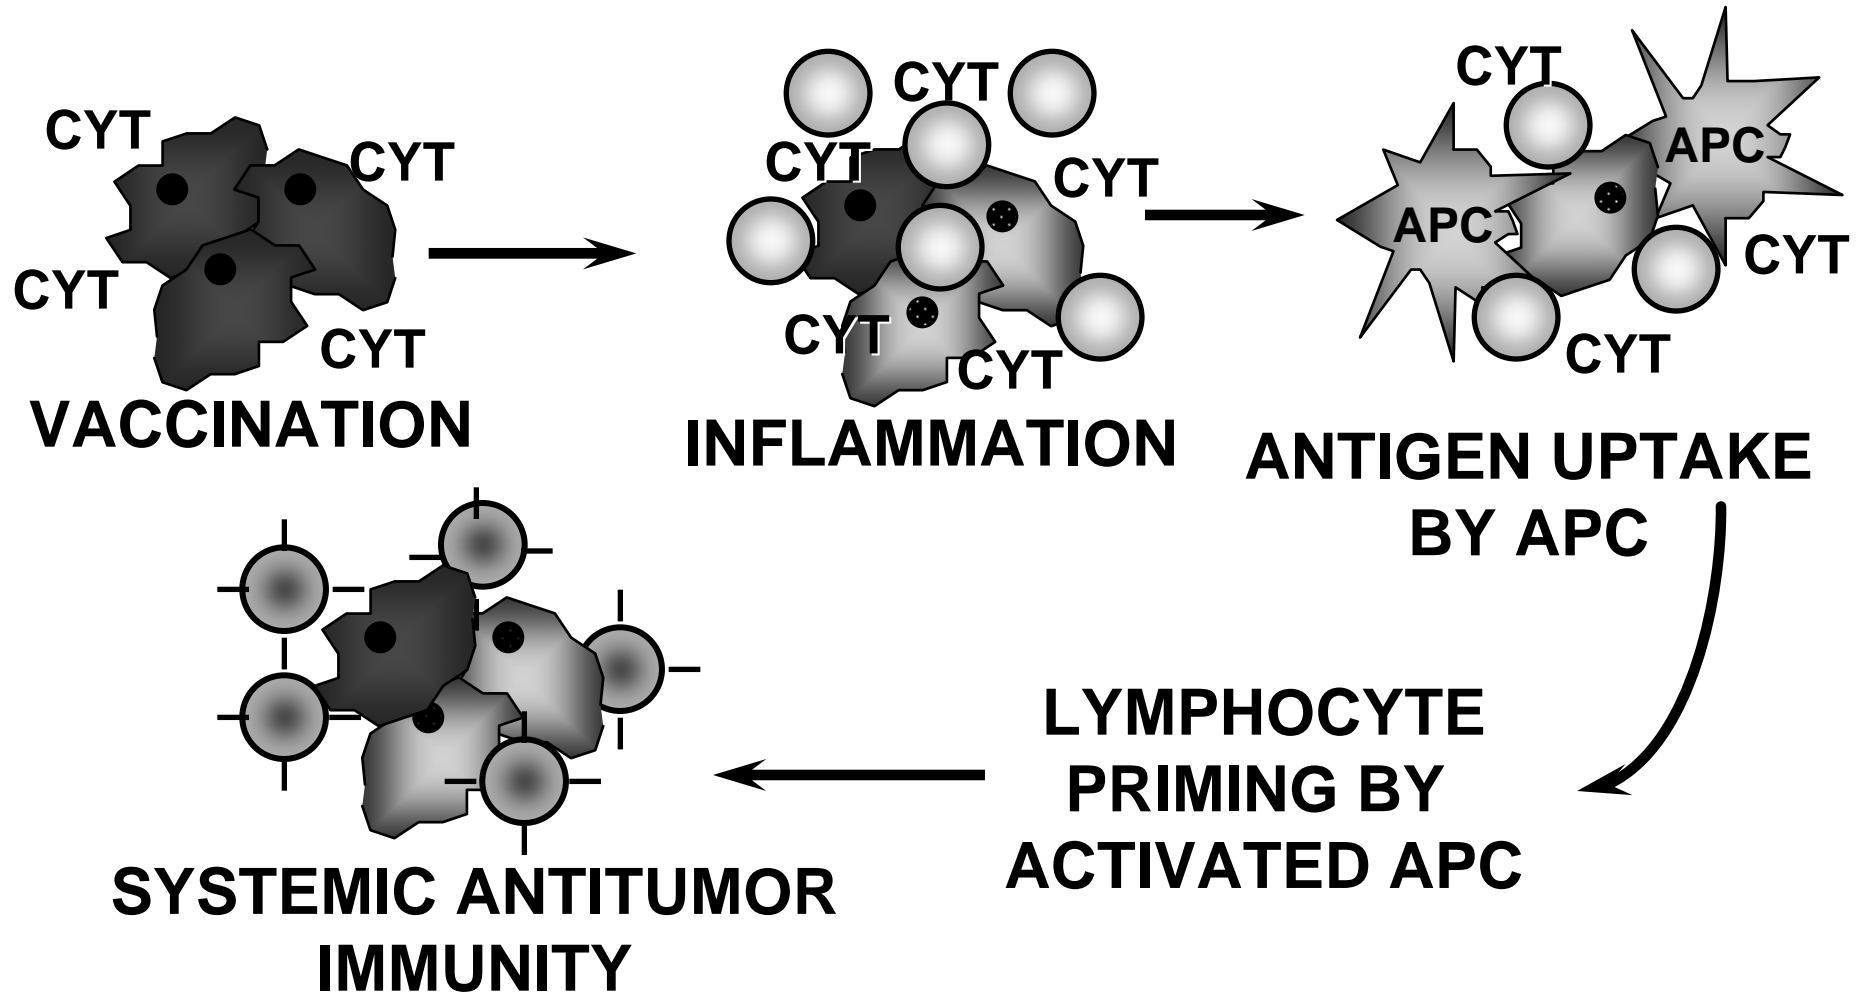 CYT
CYT
CYT
CYT
VACCINATION
CYT
CYT
CYT
CYT
CYT
INFLAMMATION
CYT
APC
APC
CYT
CYT
ANTIGEN UPTAKE
BY APC
LYMPHOCYTE
PRIMING BY
ACTIVATED APC
SYSTEMIC ANTITUMOR
IMMUNITY